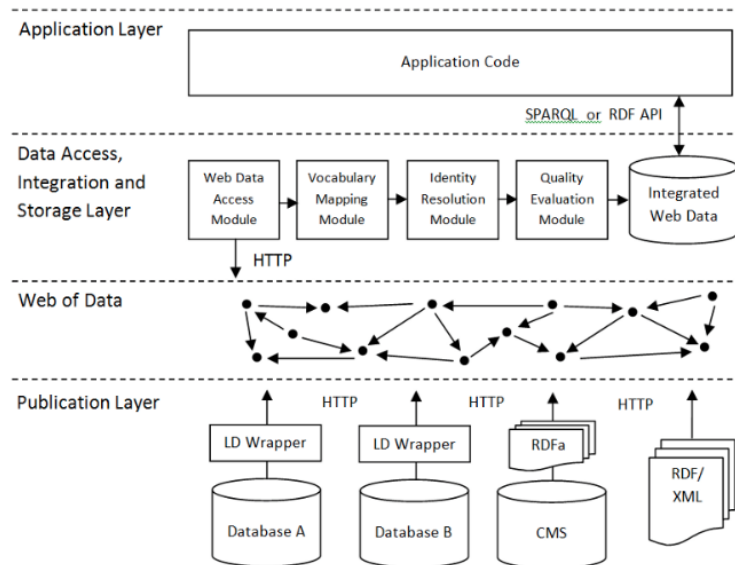 Application Layer
Application Code
SPARQL or RDF API
Data Access,
Integration and
Storage Layer
Web Data
Access
Module
Vocabulary
Mapping
Module
Identity
Resolution
Module
Quality
Evaluation
Module
Integrated
Web Data
HTTP
Web of Data
Publication Layer
HTTP
HTTP
HTTP
LD Wrapper
LD Wrapper
RDFa
RDF/
XML
Database A
Database B
CMS